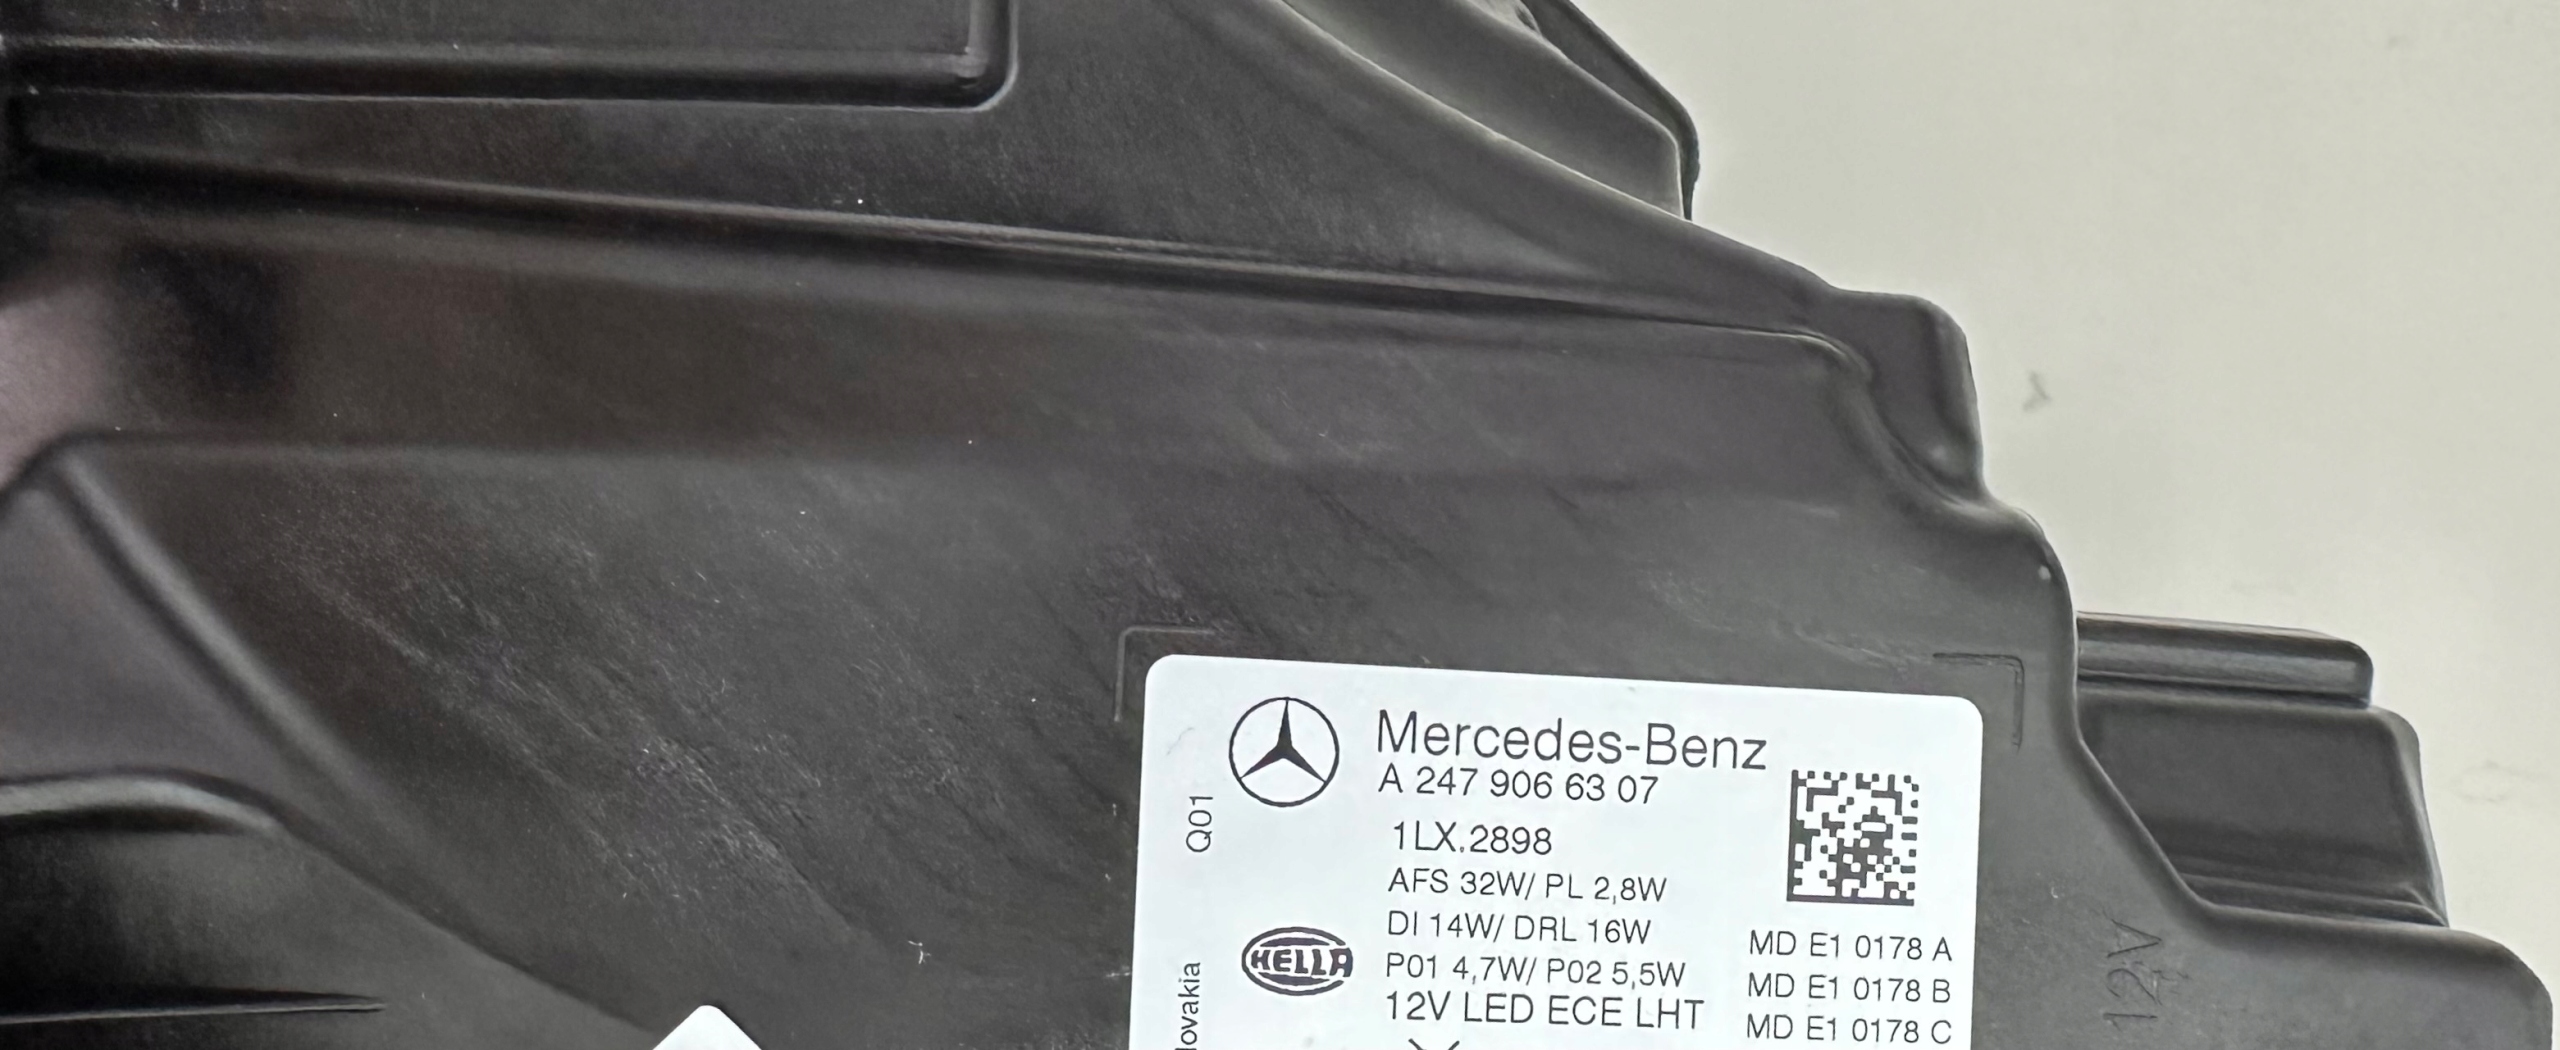 Mercedes-Benz
A 247 906 63 07
Q01
1LX.2898
AFS 32W/ PL 2,8W
DI 14W/ DRL 16W
HELLA
P01 4,7W/ P02 5,5W
12V LED ECE LHT
MD E1 0178 A
MD E1 0178 B
MD E1 0178 C
lovakia
12V